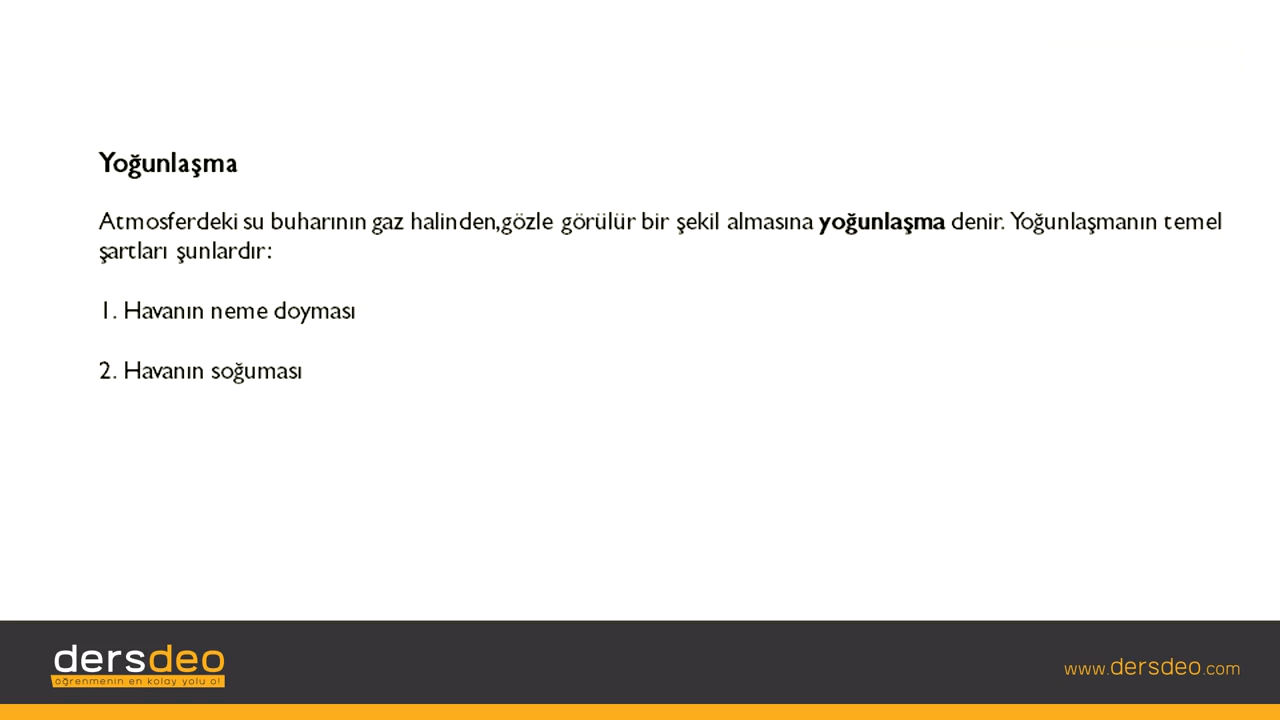 Yoğunlaşma
Atmosferdeki su buharının gaz halinden,gözle görülür bir şekil almasına yoğunlaşma denir. Yoğunlaşmanın temel
şartları şunlardır:
1. Havanın neme doyması
2. Havanın soğuması
dersdeo
öğrenmenin en kolay yolu o!
www.dersdeo.com